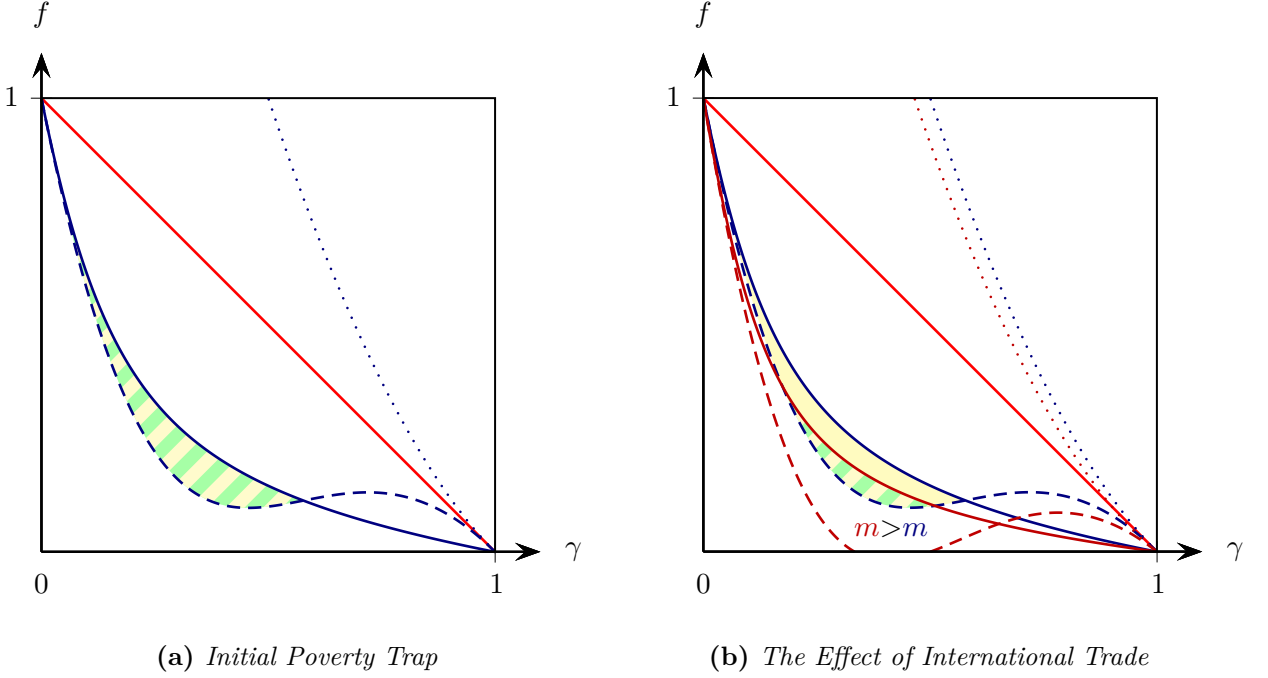 f
1
0
1
γ
(a) Initial Poverty Trap
f
1
m>m
0
1
γ
(b) The Effect of International Trade